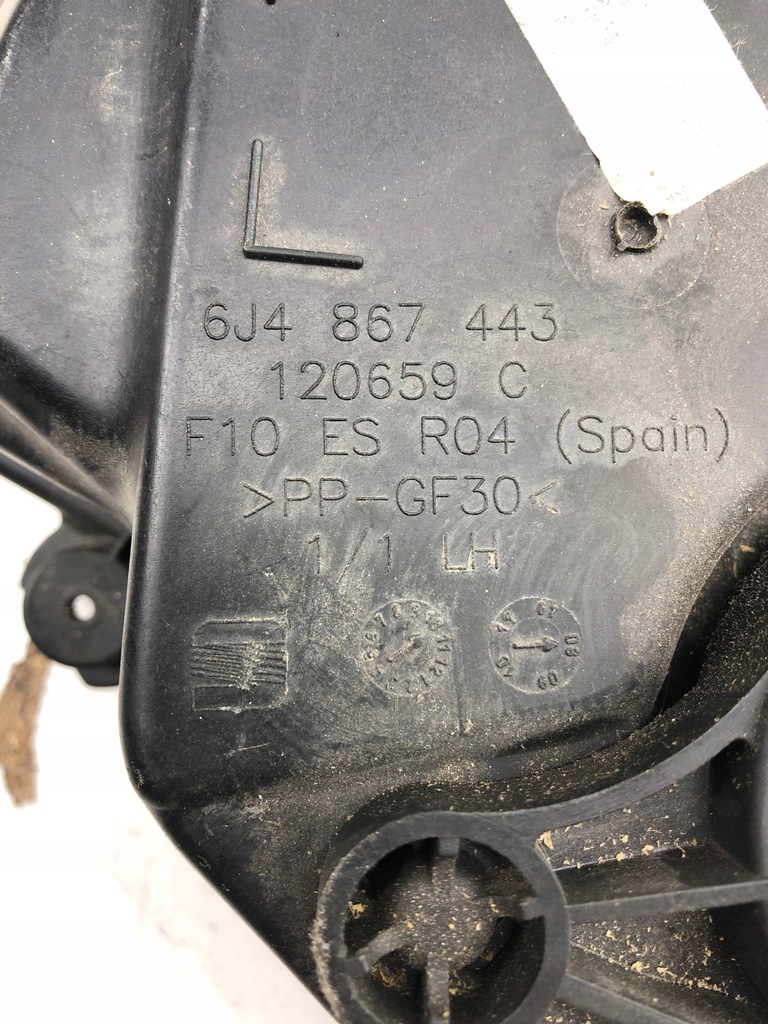 L
6J4 867 443
120659 C
F10 ES R04 (Spain)
>PP-GF30<
1/1 LH